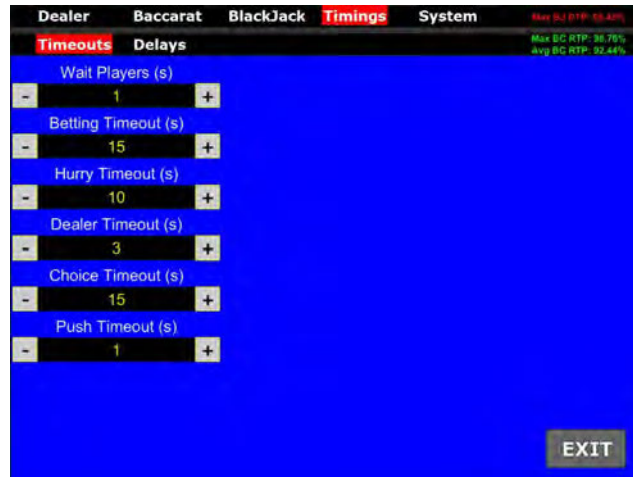 Dealer Baccarat BlackJack Timings System
Timeouts Delays
Max BC RTP: 98.76%
Avg BC RTP: 92.44%
Wait Players (s)
- 1 +
Betting Timeout (s)
- 15 +
Hurry Timeout (s)
- 10 +
Dealer Timeout (s)
- 3 +
Choice Timeout (s)
- 15 +
Push Timeout (s)
- 1 +
EXIT